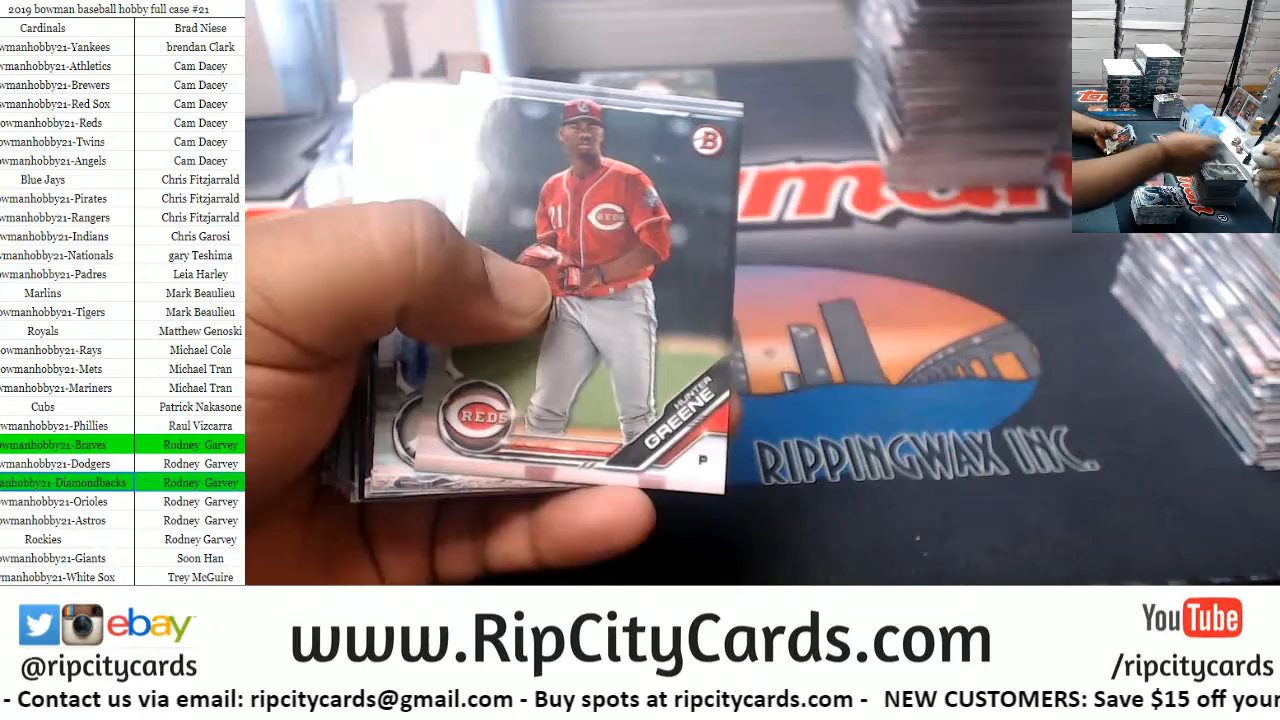 2019 bowman baseball hobby full case #21
Cardinals Brad Niese
owmanhobby21-Yankees brendan Clark
owmanhobby21-Athletics Cam Dacey
owmanhobby21-Brewers Cam Dacey
owmanhobby21-Red Sox Cam Dacey
owmanhobby21-Reds Cam Dacey
owmanhobby21-Twins Cam Dacey
owmanhobby21-Angels Cam Dacey
Blue Jays Chris Fitzjarrald
owmanhobby21-Pirates Chris Fitzjarrald
owmanhobby21-Rangers Chris Fitzjarrald
owmanhobby21-Indians Chris Garosi
owmanhobby21-Nationals gary Teshima
owmanhobby21-Padres Leia Harley
Marlins Mark Beaulieu
owmanhobby21-Tigers Mark Beaulieu
Royals Matthew Genoski
owmanhobby21-Rays Michael Cole
owmanhobby21-Mets Michael Tran
owmanhobby21-Mariners Michael Tran
Cubs Patrick Nakasone
owmanhobby21-Phillies Raul Vizcarra
owmanhobby21-Braves Rodney Garvey
owmanhobby21-Dodgers Rodney Garvey
anhobby21-Diamondbacks Rodney Garvey
owmanhobby21-Orioles Rodney Garvey
owmanhobby21-Astros Rodney Garvey
Rockies Rodney Garvey
owmanhobby21-Giants Soon Han
owmanhobby21-White Sox Trey McGuire
B
21
REDS
REDS
HUNTER
GREENE
P
RIPPINGWAX INC.
ebay
@ripcitycards
www.RipCityCards.com
YouTube
/ripcitycards
- Contact us via email: ripcitycards@gmail.com - Buy spots at ripcitycards.com - NEW CUSTOMERS: Save $15 off your